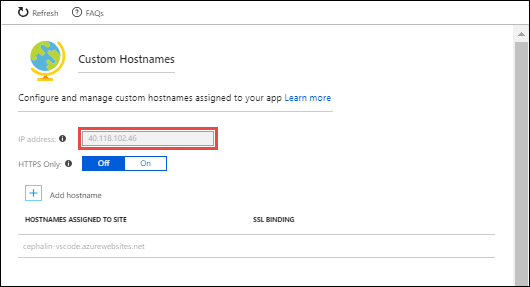 Refresh FAQs
Custom Hostnames
Configure and manage custom hostnames assigned to your app Learn more
IP address: 40.118.102.46
HTTPS Only: Off On
Add hostname
HOSTNAMES ASSIGNED TO SITE SSL BINDING
cephalin-vscode.azurewebsites.net